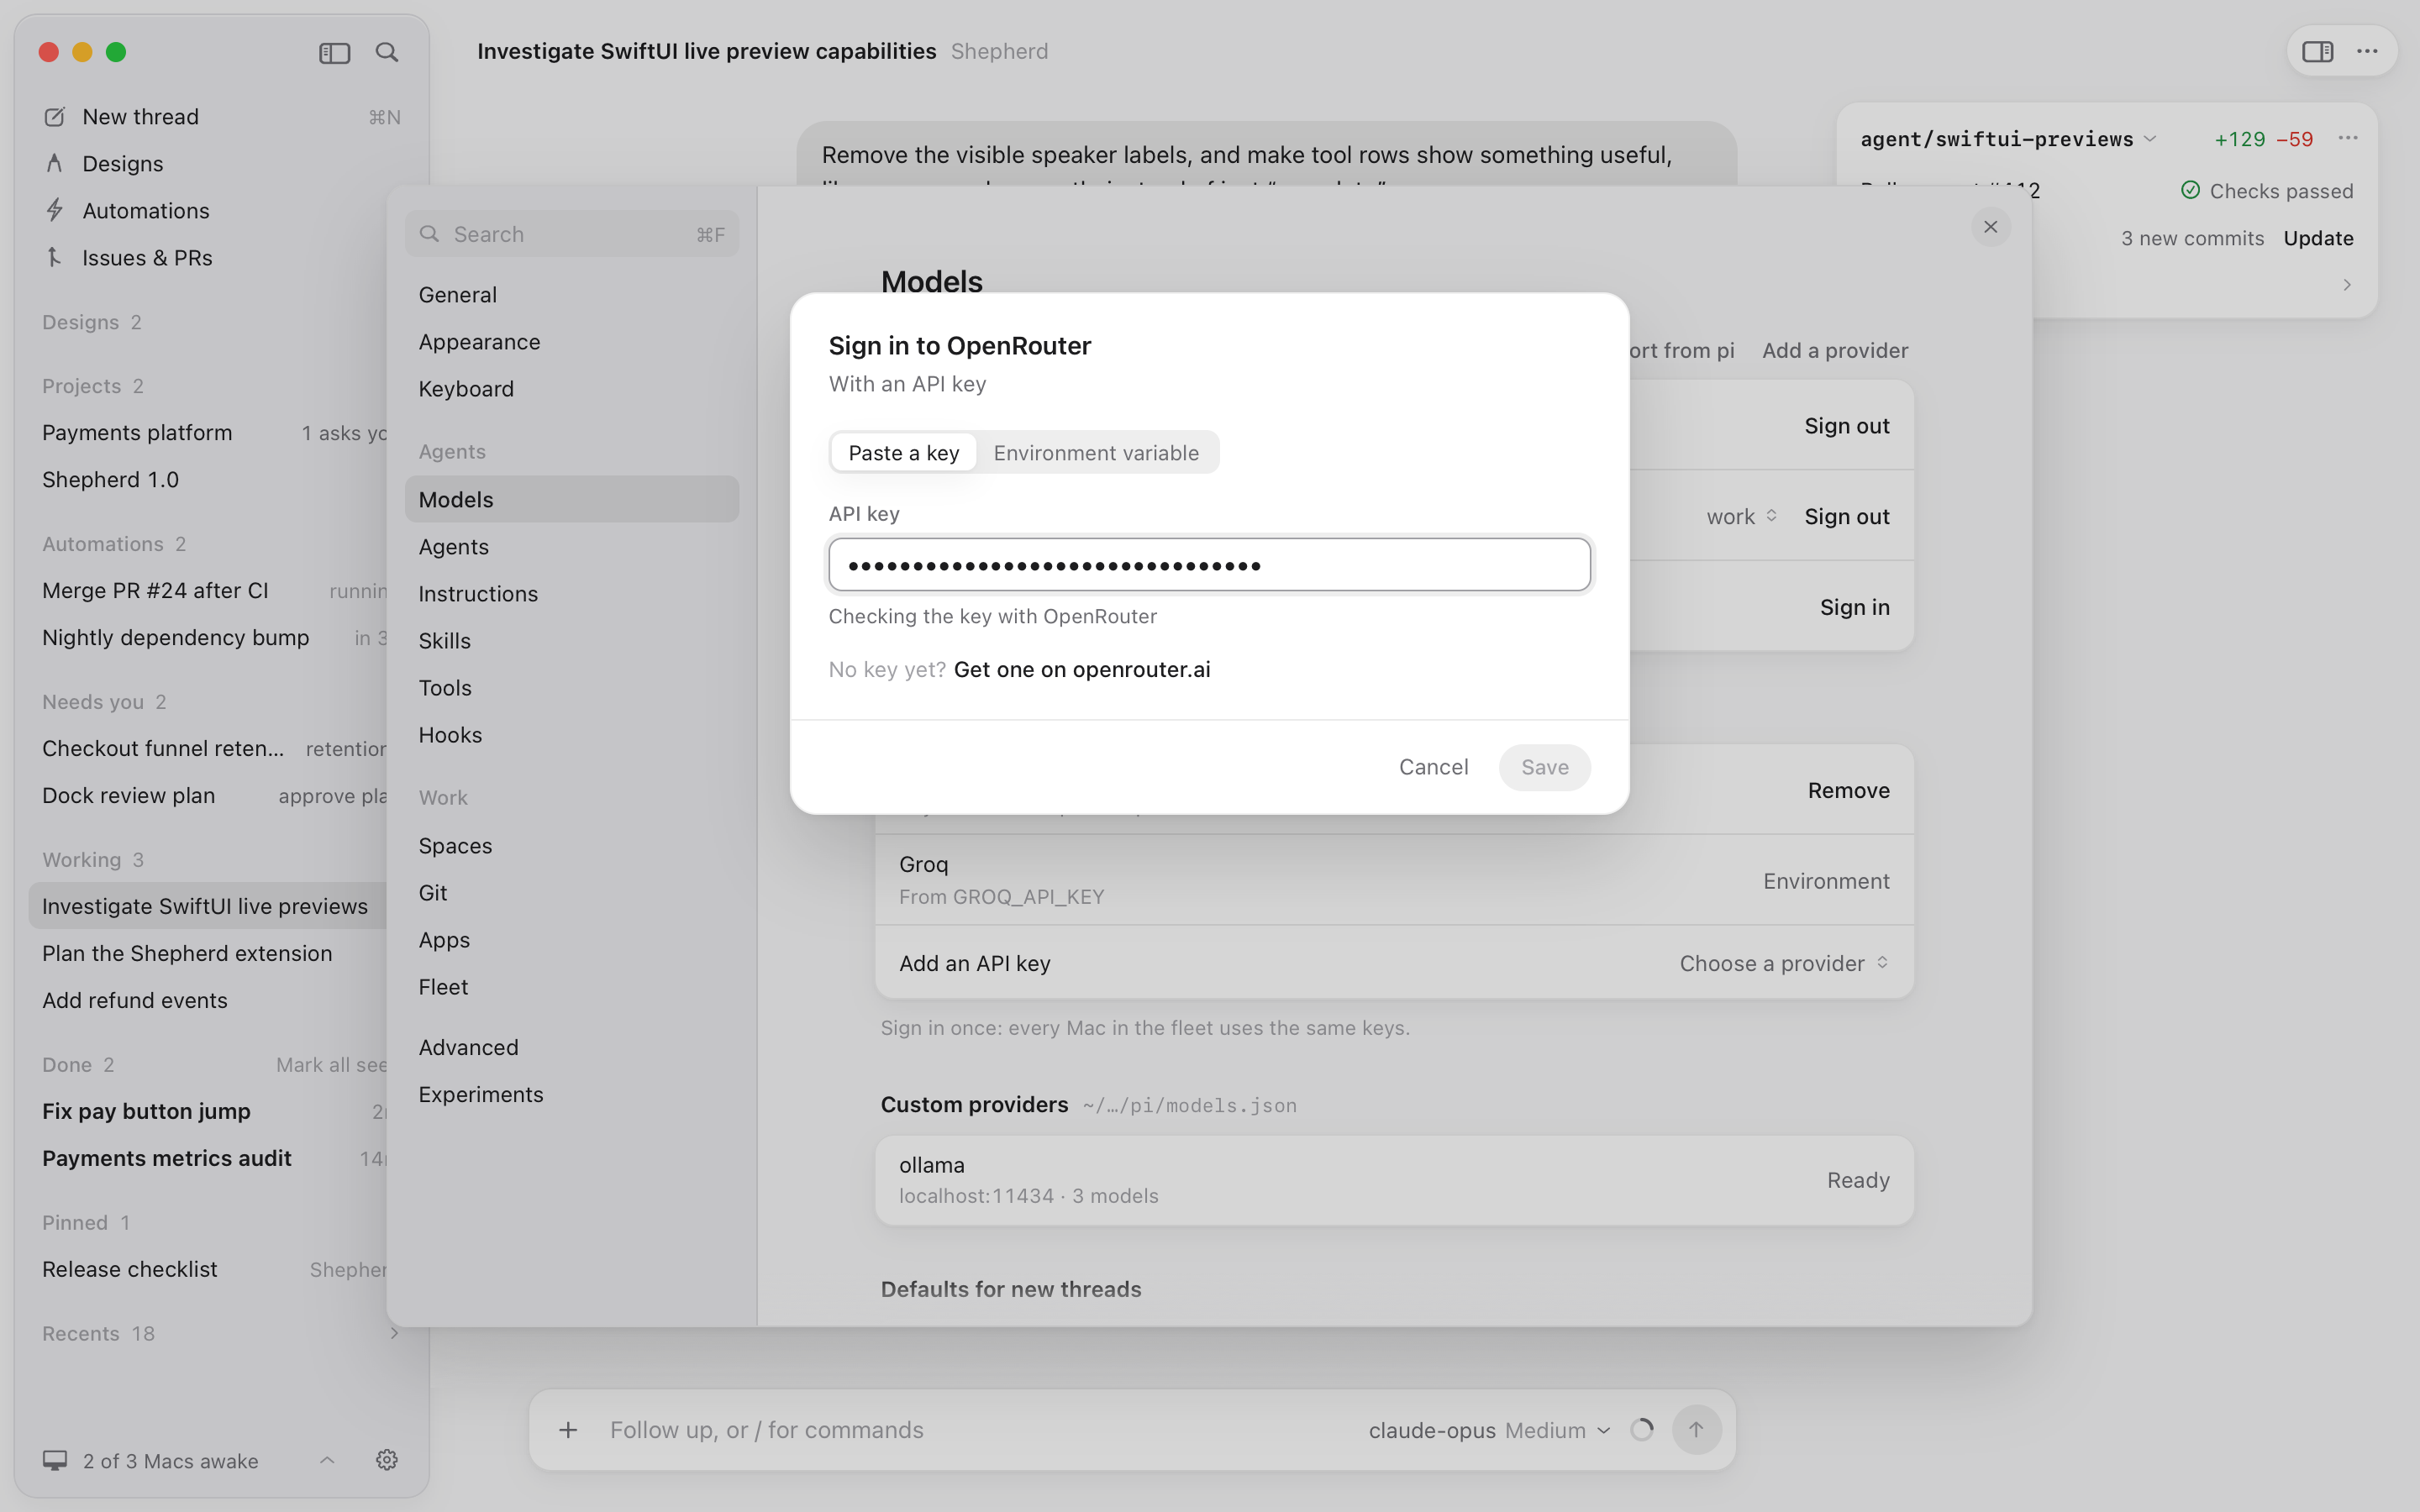 Investigate SwiftUI live preview capabilities Shepherd
New thread ⌘N
Designs
Automations
Issues & PRs
Designs 2
Projects 2
Payments platform 1 asks
Shepherd 1.0
Automations 2
Merge PR #24 after CI
Nightly dependency bump in
Needs you 2
Checkout funnel reten...
Dock review plan approve
Working 3
Investigate SwiftUI live previews
Plan the Shepherd extension
Add refund events
Done 2 Mark all
Fix pay button jump
Payments metrics audit
Pinned 1
Release checklist
Recents 18
2 of 3 Macs awake
Remove the visible speaker labels, and make tool rows show something useful,
agent/swiftui-previews +129 −59
Checks passed
3 new commits Update
Search ⌘F
General
Appearance
Keyboard
Agents
Models
Agents
Instructions
Skills
Tools
Hooks
Work
Spaces
Git
Apps
Fleet
Advanced
Experiments
Models
from pi Add a provider
Sign out
work Sign out
Sign in
Sign in to OpenRouter
With an API key
Paste a key Environment variable
API key
••••••••••••••••••••••••••••••••
Checking the key with OpenRouter
No key yet? Get one on openrouter.ai
Cancel Save
Remove
Groq
From GROQ_API_KEY
Environment
Add an API key Choose a provider
Sign in once: every Mac in the fleet uses the same keys.
Custom providers ~/…/pi/models.json
ollama
localhost:11434 · 3 models
Ready
Defaults for new threads
Follow up, or / for commands claude-opus Medium